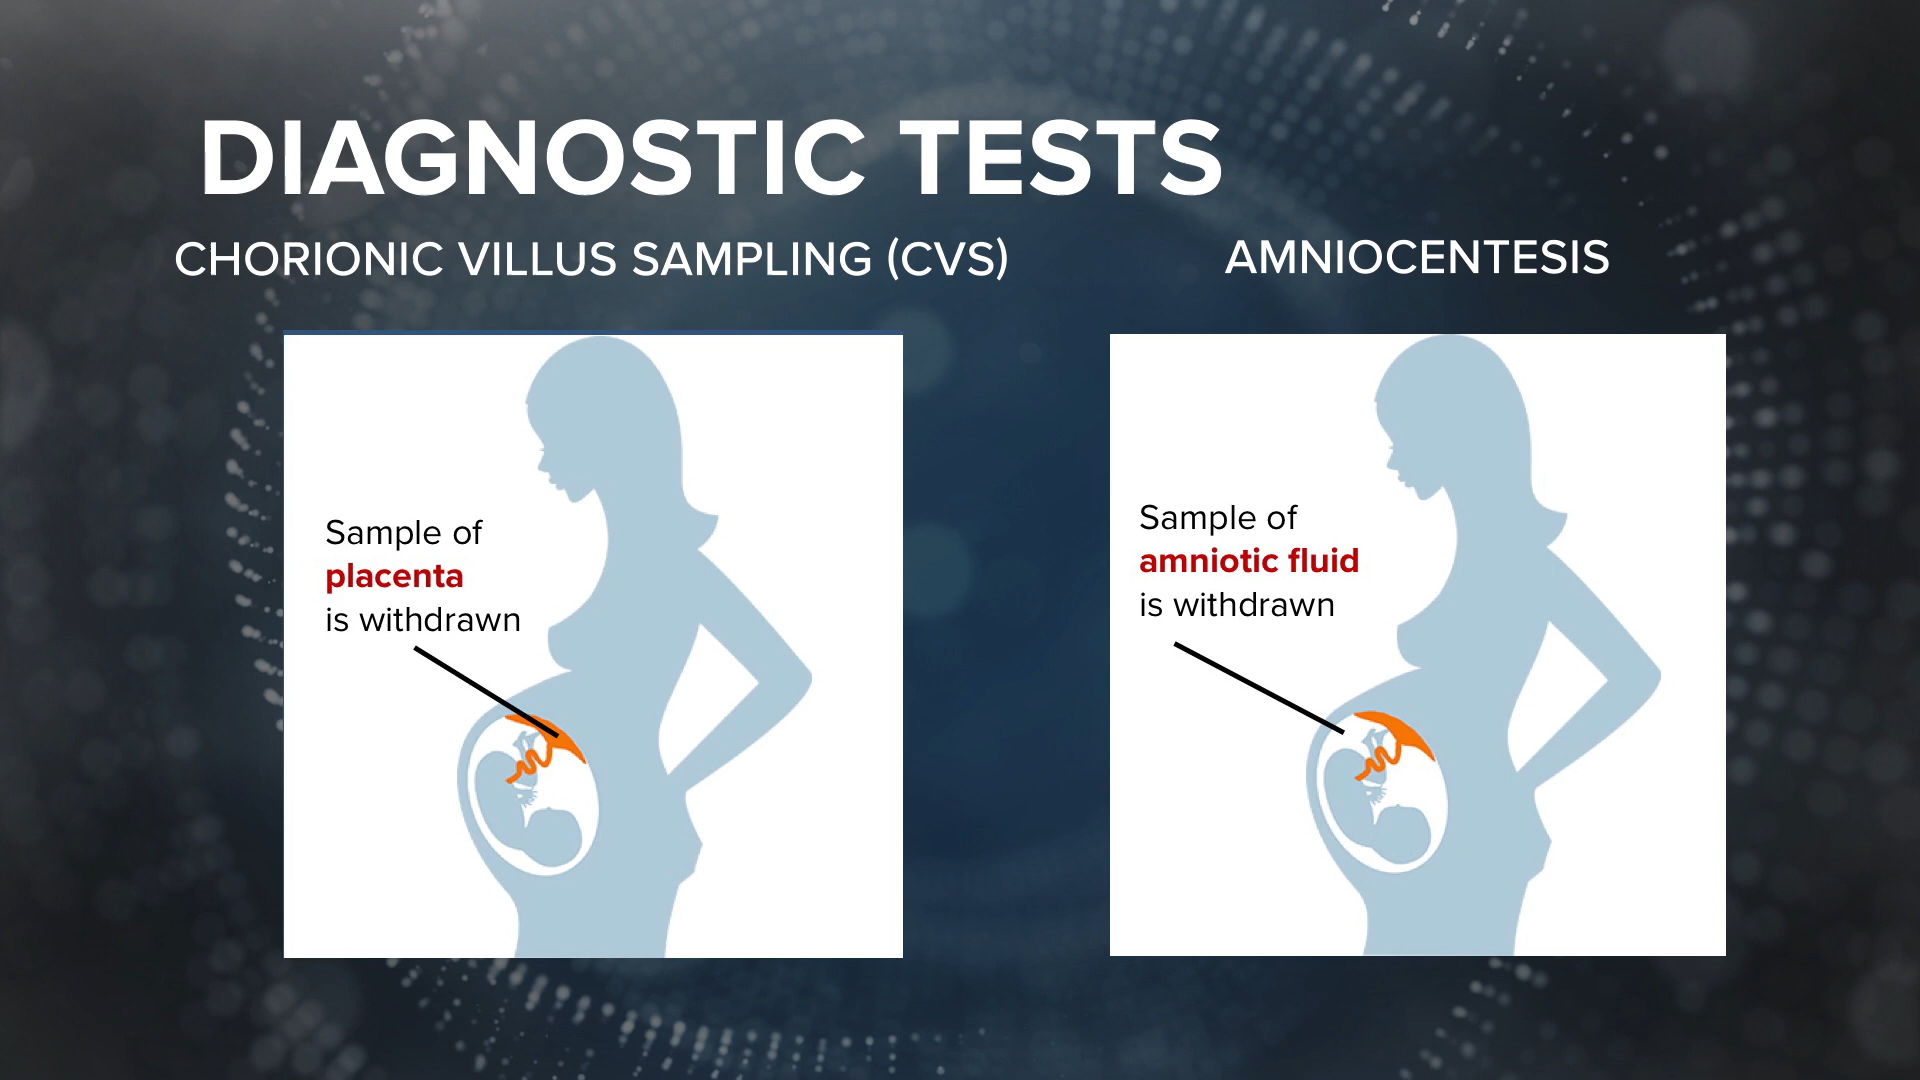 DIAGNOSTIC TESTS
CHORIONIC VILLUS SAMPLING (CVS)
Sample of
placenta
is withdrawn
AMNIOCENTESIS
Sample of
amniotic fluid
is withdrawn